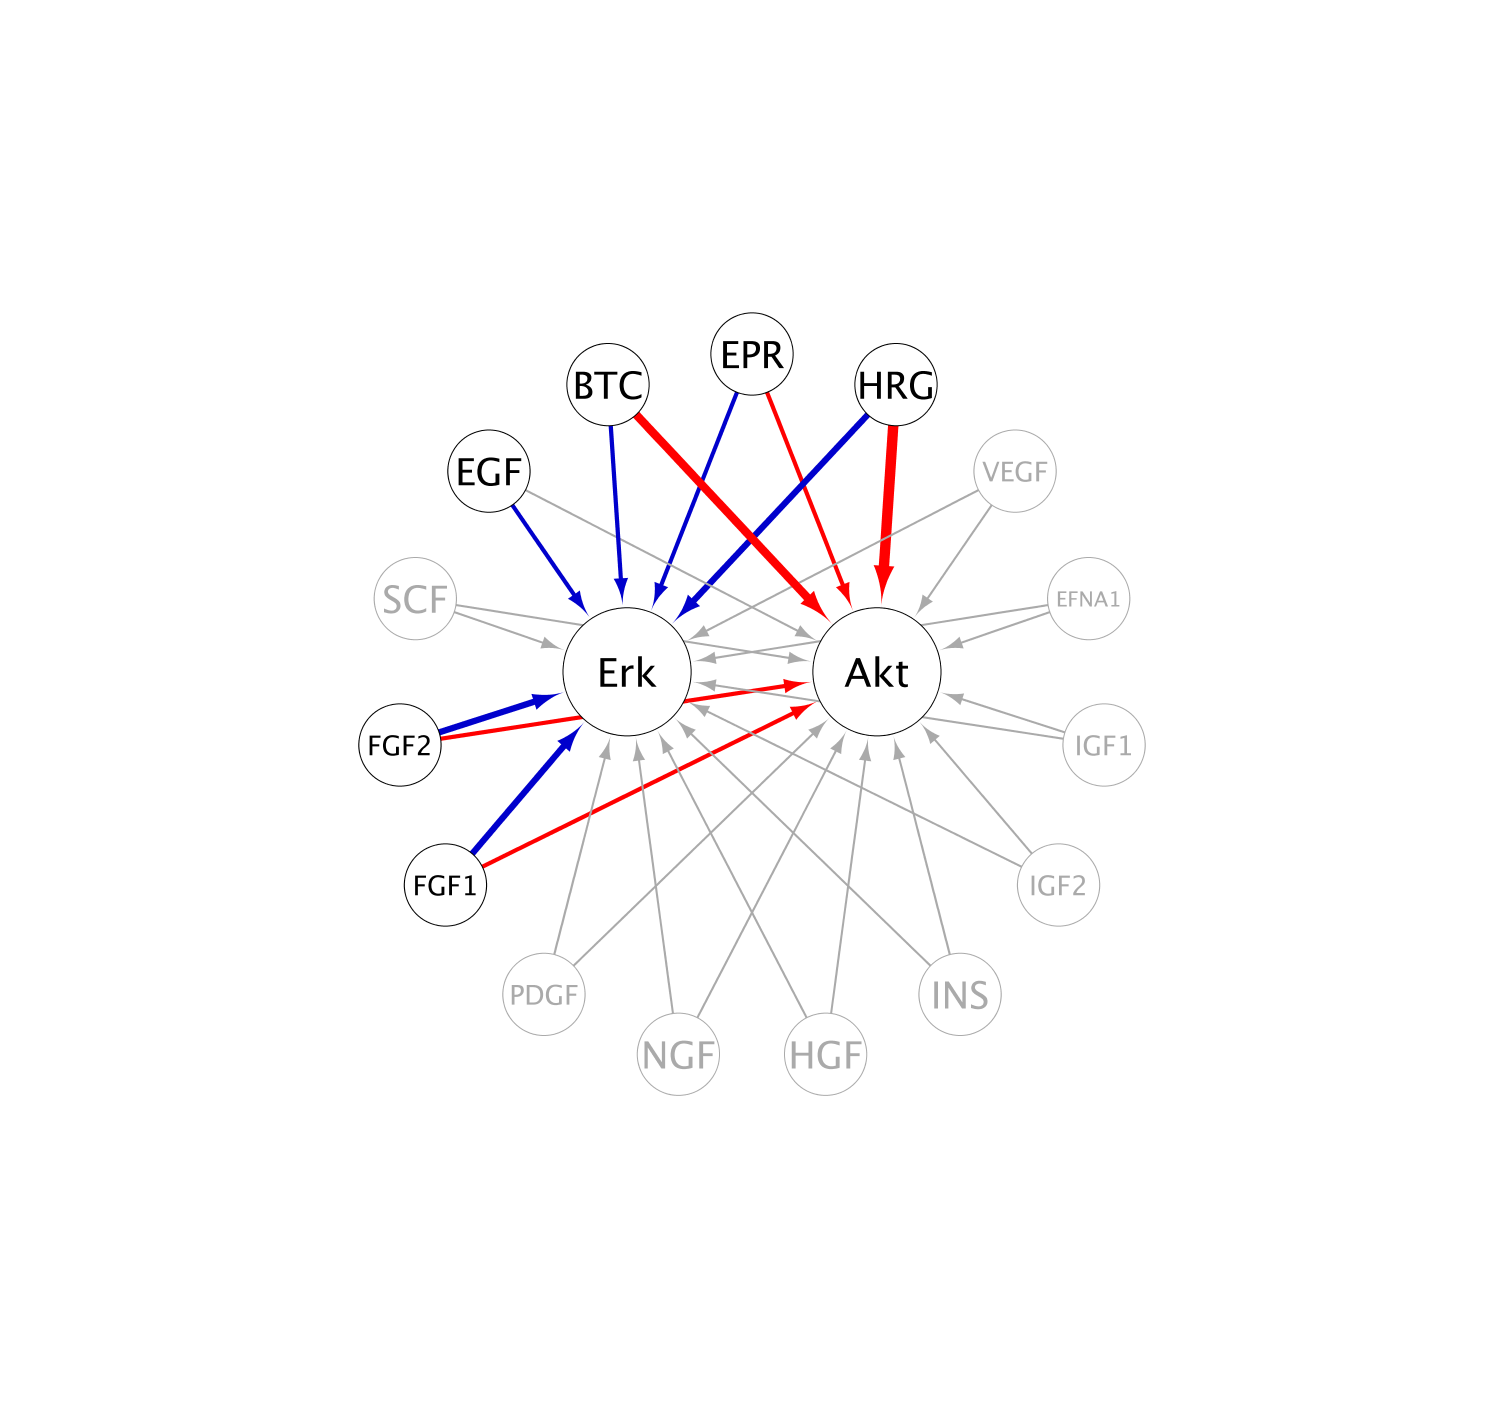 EPR
BTC
HRG
EGF
VEGF
SCF
EFNA1
Erk
Akt
FGF2
IGF1
FGF1
IGF2
PDGF
INS
NGF
HGF